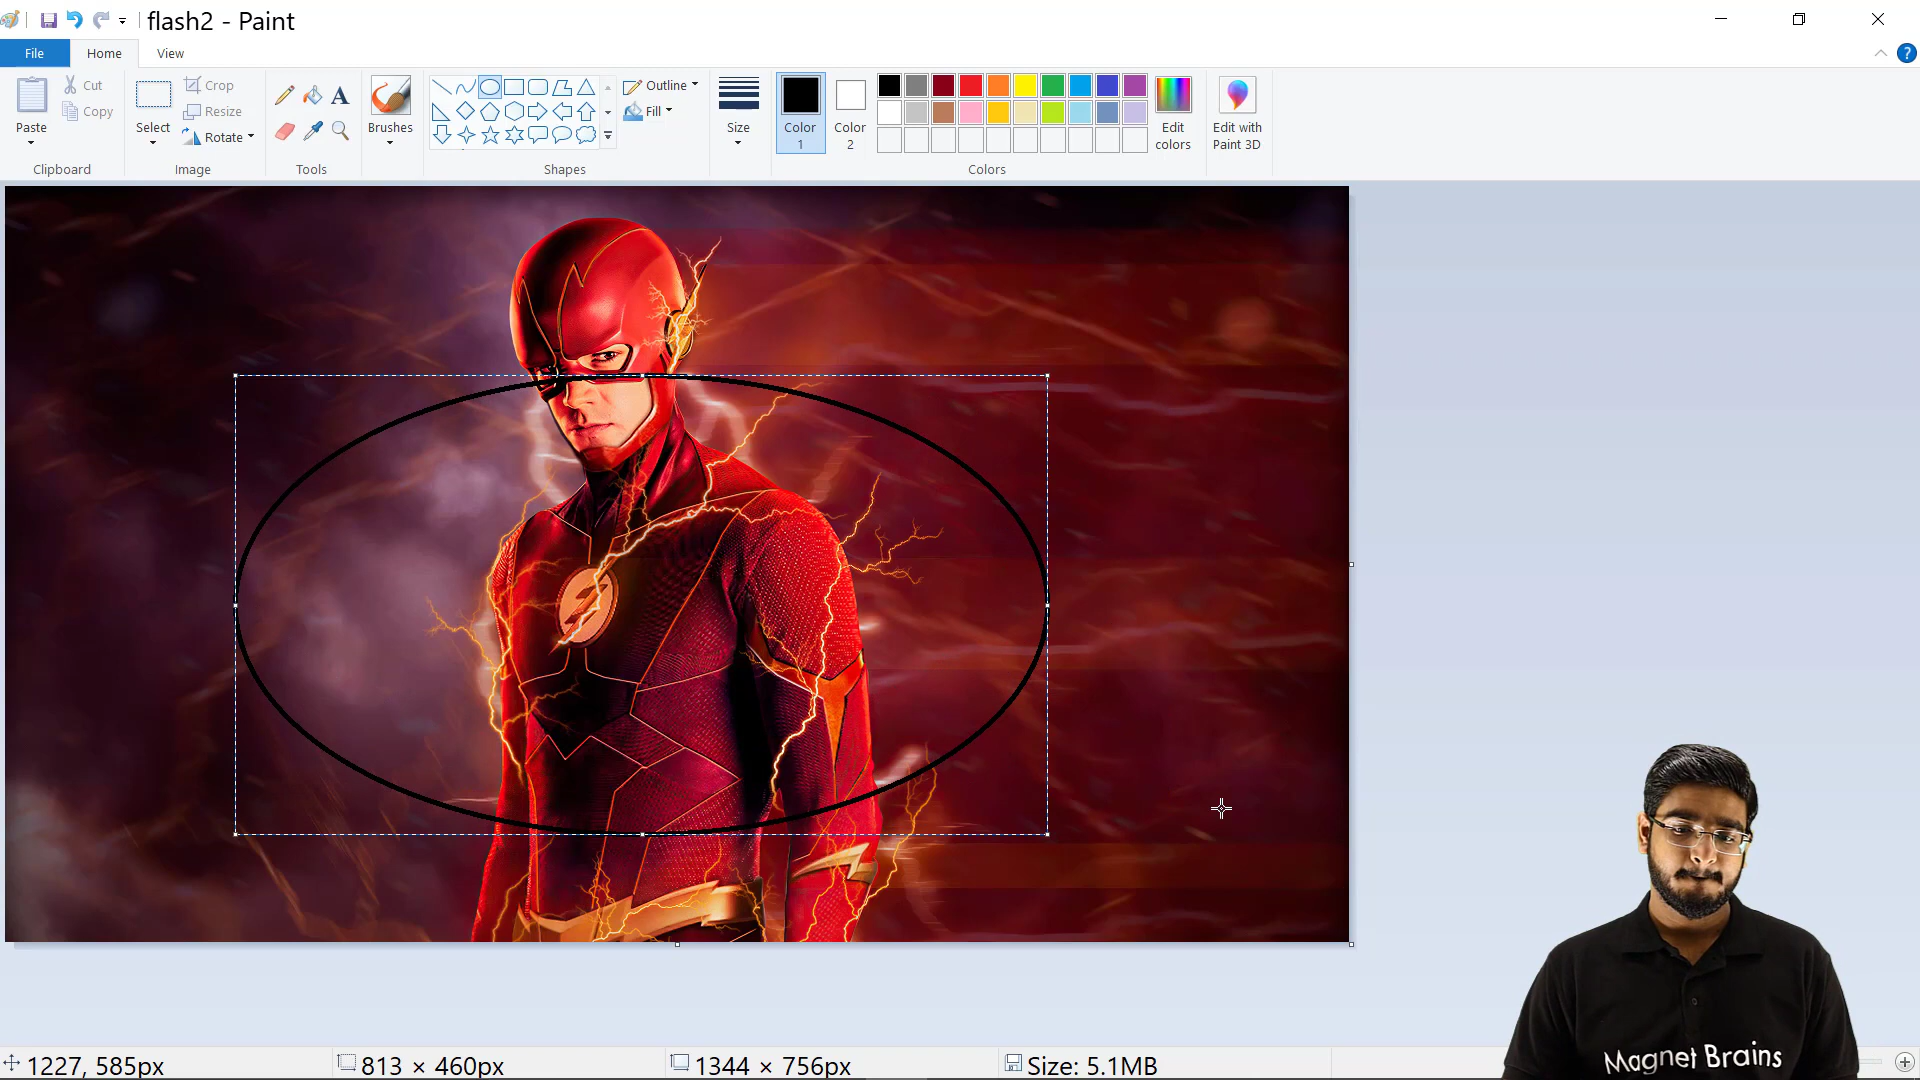 flash2 - Paint
File
Home
View
Paste
Cut
Copy
Clipboard
Select
Crop
Resize
Rotate
Image
A
Tools
Brushes
Shapes
Outline
Fill
Size
Color
1
Color
2
Edit
colors
Colors
Edit with
Paint 3D
?
1227, 585px
813 × 460px
1344 × 756px
Size: 5.1MB
Magnet Brains